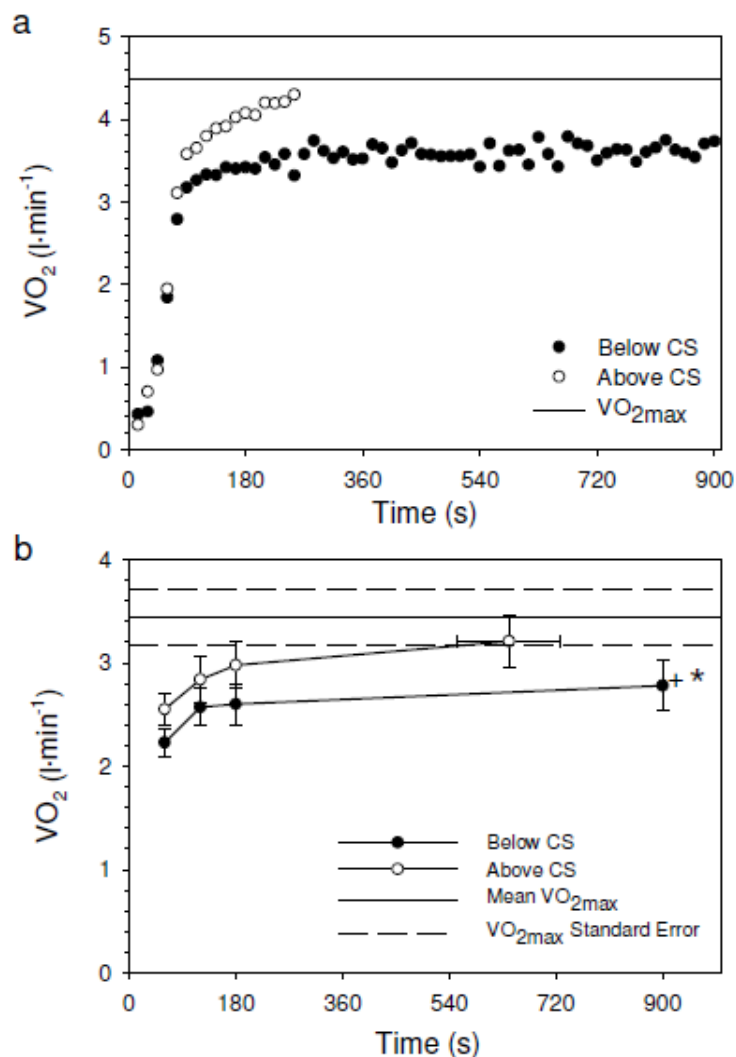 a
5
4
3
2
1
0
VO2 (l·min-1)
Below CS
Above CS
VO2max
0 180 360 540 720 900
Time (s)
b
4
3
2
1
0
VO2 (l·min-1)
+ *
Below CS
Above CS
Mean VO2max
VO2max Standard Error
0 180 360 540 720 900
Time (s)